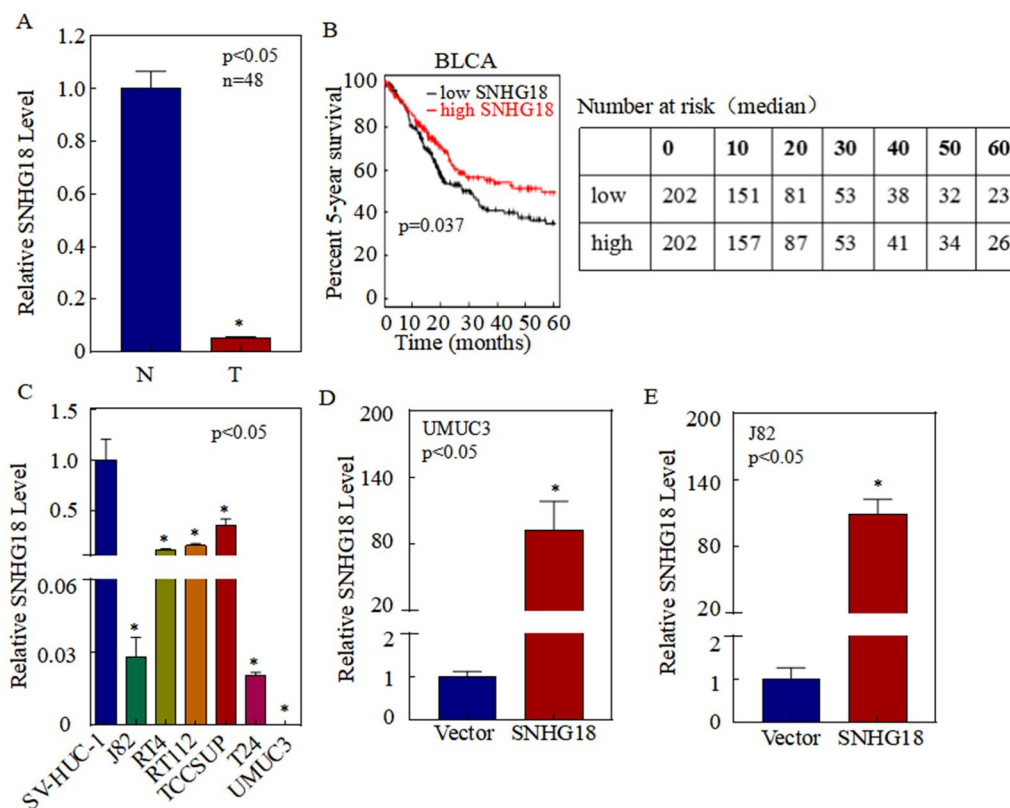 A
Relative SNHG18 Level
1.2
1.0
0.8
0.6
0.4
0.2
0
p<0.05
n=48
*
N T
B
BLCA
Percent 5-year survival
100
80
60
40
20
0
low SNHG18
high SNHG18
p=0.037
0 10 20 30 40 50 60
Time (months)
Number at risk（median）
0 10 20 30 40 50 60
low 202 151 81 53 38 32 23
high 202 157 87 53 41 34 26
C
Relative SNHG18 Level
1.5
1.0
0.5
0.06
0.03
0
p<0.05
* * * * * *
SV-HUC-1 J82 RT4 RT112 TCCSUP T24 UMUC3
D
Relative SNHG18 Level
200
140
80
20
2
1
0
UMUC3
p<0.05
*
Vector SNHG18
E
Relative SNHG18 Level
200
140
80
20
2
1
0
J82
p<0.05
*
Vector SNHG18